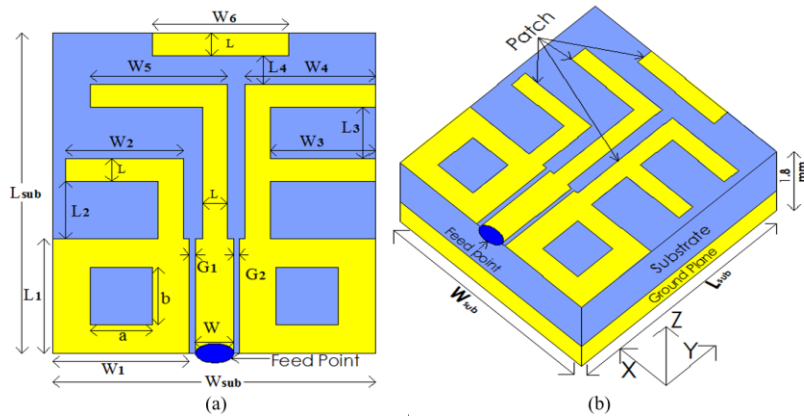 W6
L
W5
L4
W4
W2
L3
W3
L
Lsub
L2
L
G1
G2
L1
b
a
W
W1
Feed Point
Wsub
(a)
Patch
1.8
mm
Feed point
Substrate
Ground Plane
Wsub
Lsub
Z
X
Y
(b)